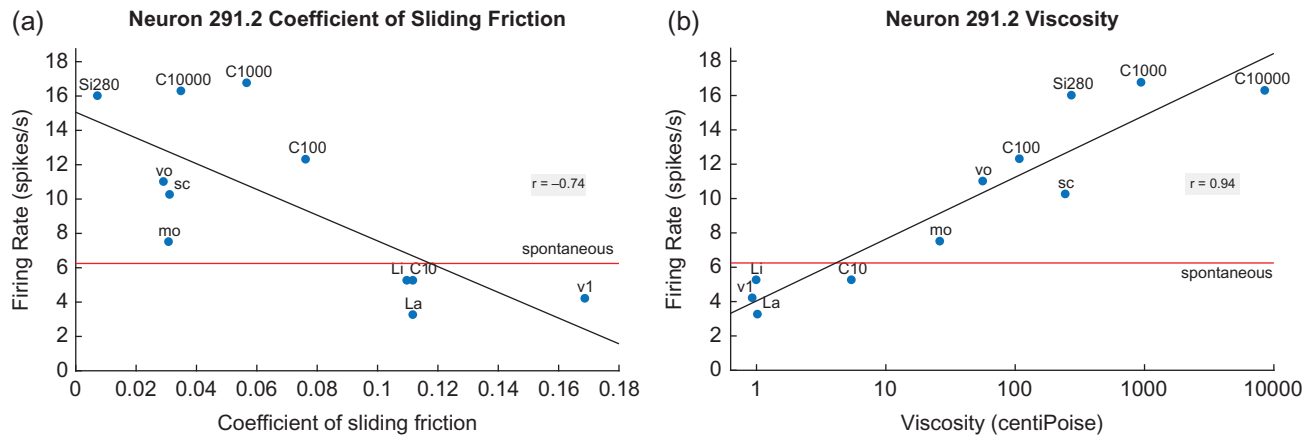 (a)
Neuron 291.2 Coefficient of Sliding Friction
Firing Rate (spikes/s)
18
16
14
12
10
8
6
4
2
0
Si280
C10000
C1000
C100
vo
sc
mo
r = –0.74
spontaneous
Li
C10
La
v1
0
0.02
0.04
0.06
0.08
0.1
0.12
0.14
0.16
0.18
Coefficient of sliding friction
(b)
Neuron 291.2 Viscosity
Firing Rate (spikes/s)
18
16
14
12
10
8
6
4
2
0
Si280
C1000
C10000
C100
vo
sc
r = 0.94
mo
spontaneous
Li
C10
v1
La
1
10
100
1000
10000
Viscosity (centiPoise)